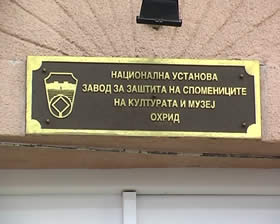 НАЦИОНАЛНА УСТАНОВА
ЗАВОД ЗА ЗАШТИТА НА СПОМЕНИЦИТЕ
НА КУЛТУРАТА И МУЗЕЈ
ОХРИД